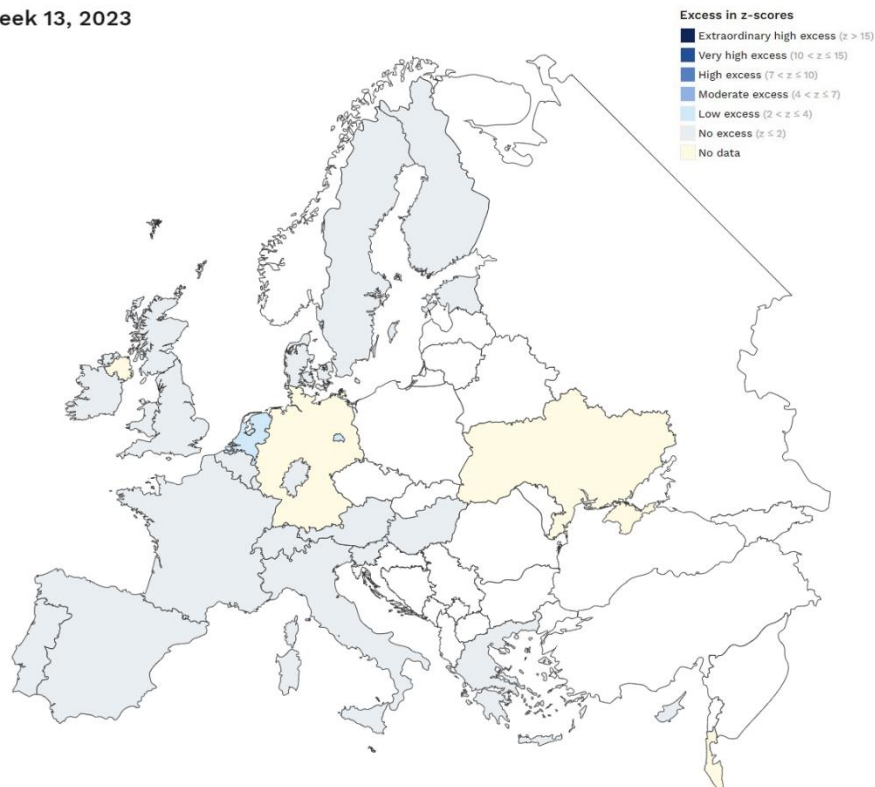 eek 13, 2023
Excess in z-scores
Extraordinary high excess (z > 15)
Very high excess (10 < z ≤ 15)
High excess (7 < z ≤ 10)
Moderate excess (4 < z ≤ 7)
Low excess (2 < z ≤ 4)
No excess (z ≤ 2)
No data